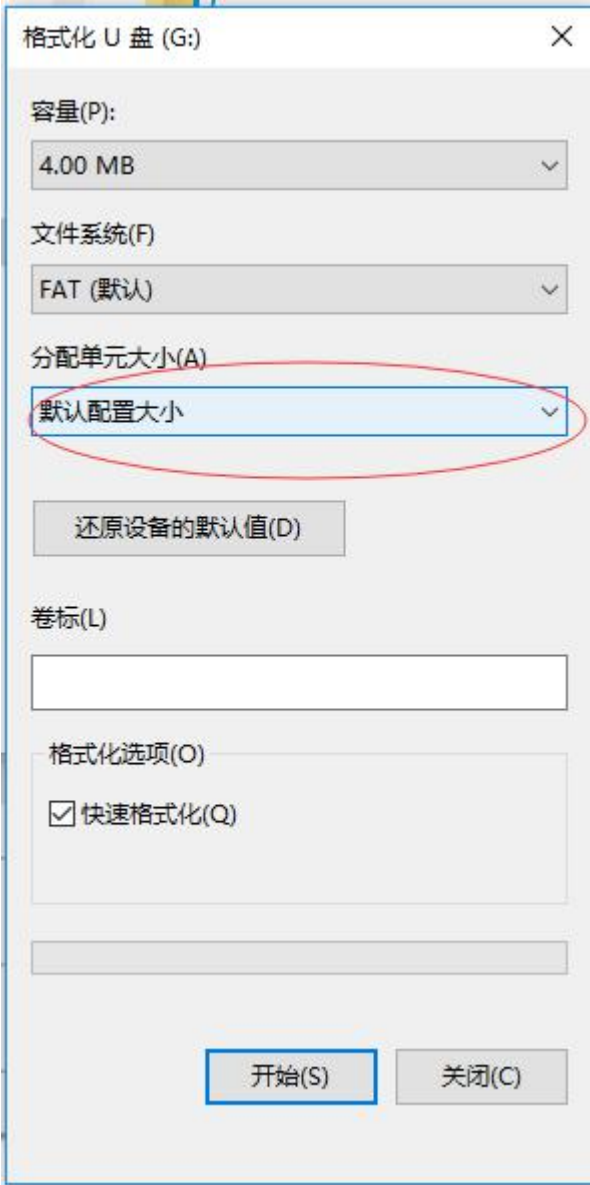 格式化 U 盘 (G:)
容量(P):
4.00 MB
文件系统(F)
FAT (默认)
分配单元大小(A)
默认配置大小
还原设备的默认值(D)
卷标(L)
格式化选项(O)
快速格式化(Q)
开始(S)
关闭(C)